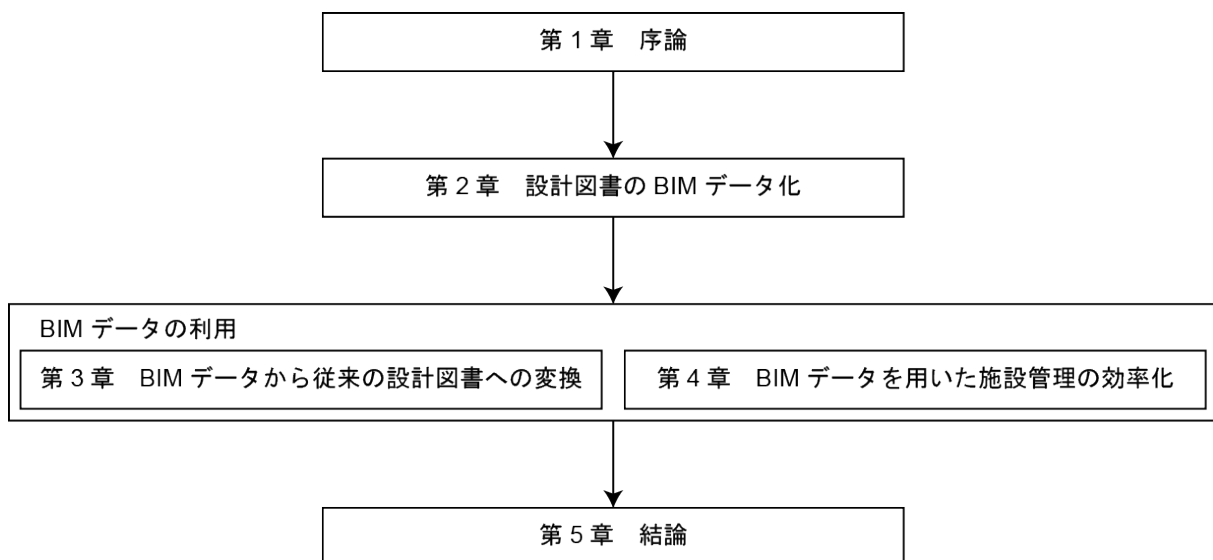 第1章　序論
第2章　設計図書の BIM データ化
BIM データの利用
第3章　BIM データから従来の設計図書への変換
第4章　BIM データを用いた施設管理の効率化
第5章　結論